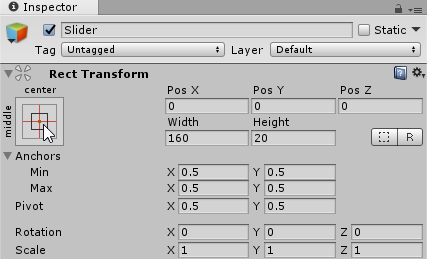 Inspector
Slider Static
Tag Untagged Layer Default
Rect Transform
center Pos X Pos Y Pos Z
middle 0 0 0
Width Height
160 20 R
Anchors
Min X 0.5 Y 0.5
Max X 0.5 Y 0.5
Pivot X 0.5 Y 0.5
Rotation X 0 Y 0 Z 0
Scale X 1 Y 1 Z 1